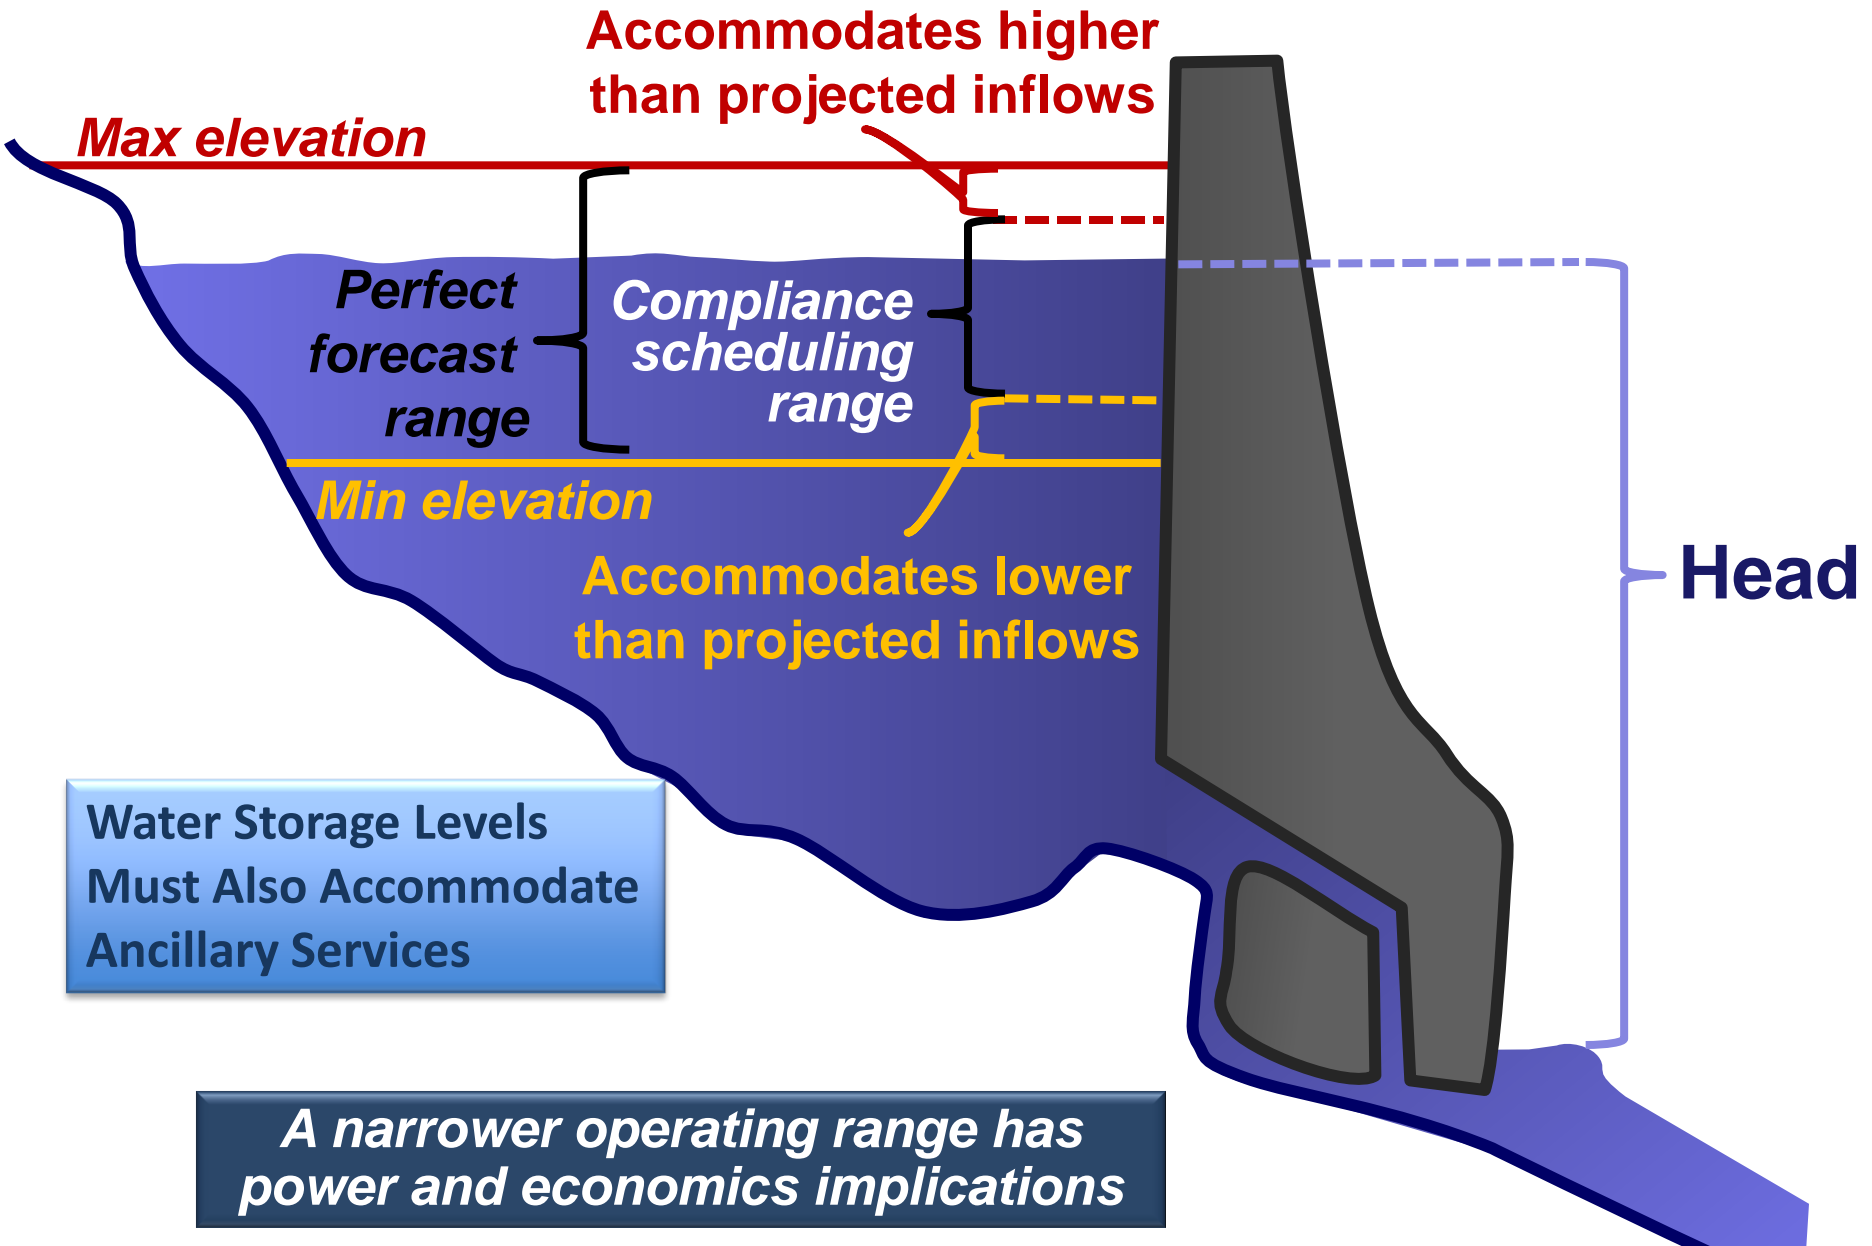 Accommodates higher
than projected inflows
Max elevation
Perfect
forecast
range
Compliance
scheduling
range
Min elevation
Accommodates lower
than projected inflows
Head
Water Storage Levels
Must Also Accommodate
Ancillary Services
A narrower operating range has
power and economics implications